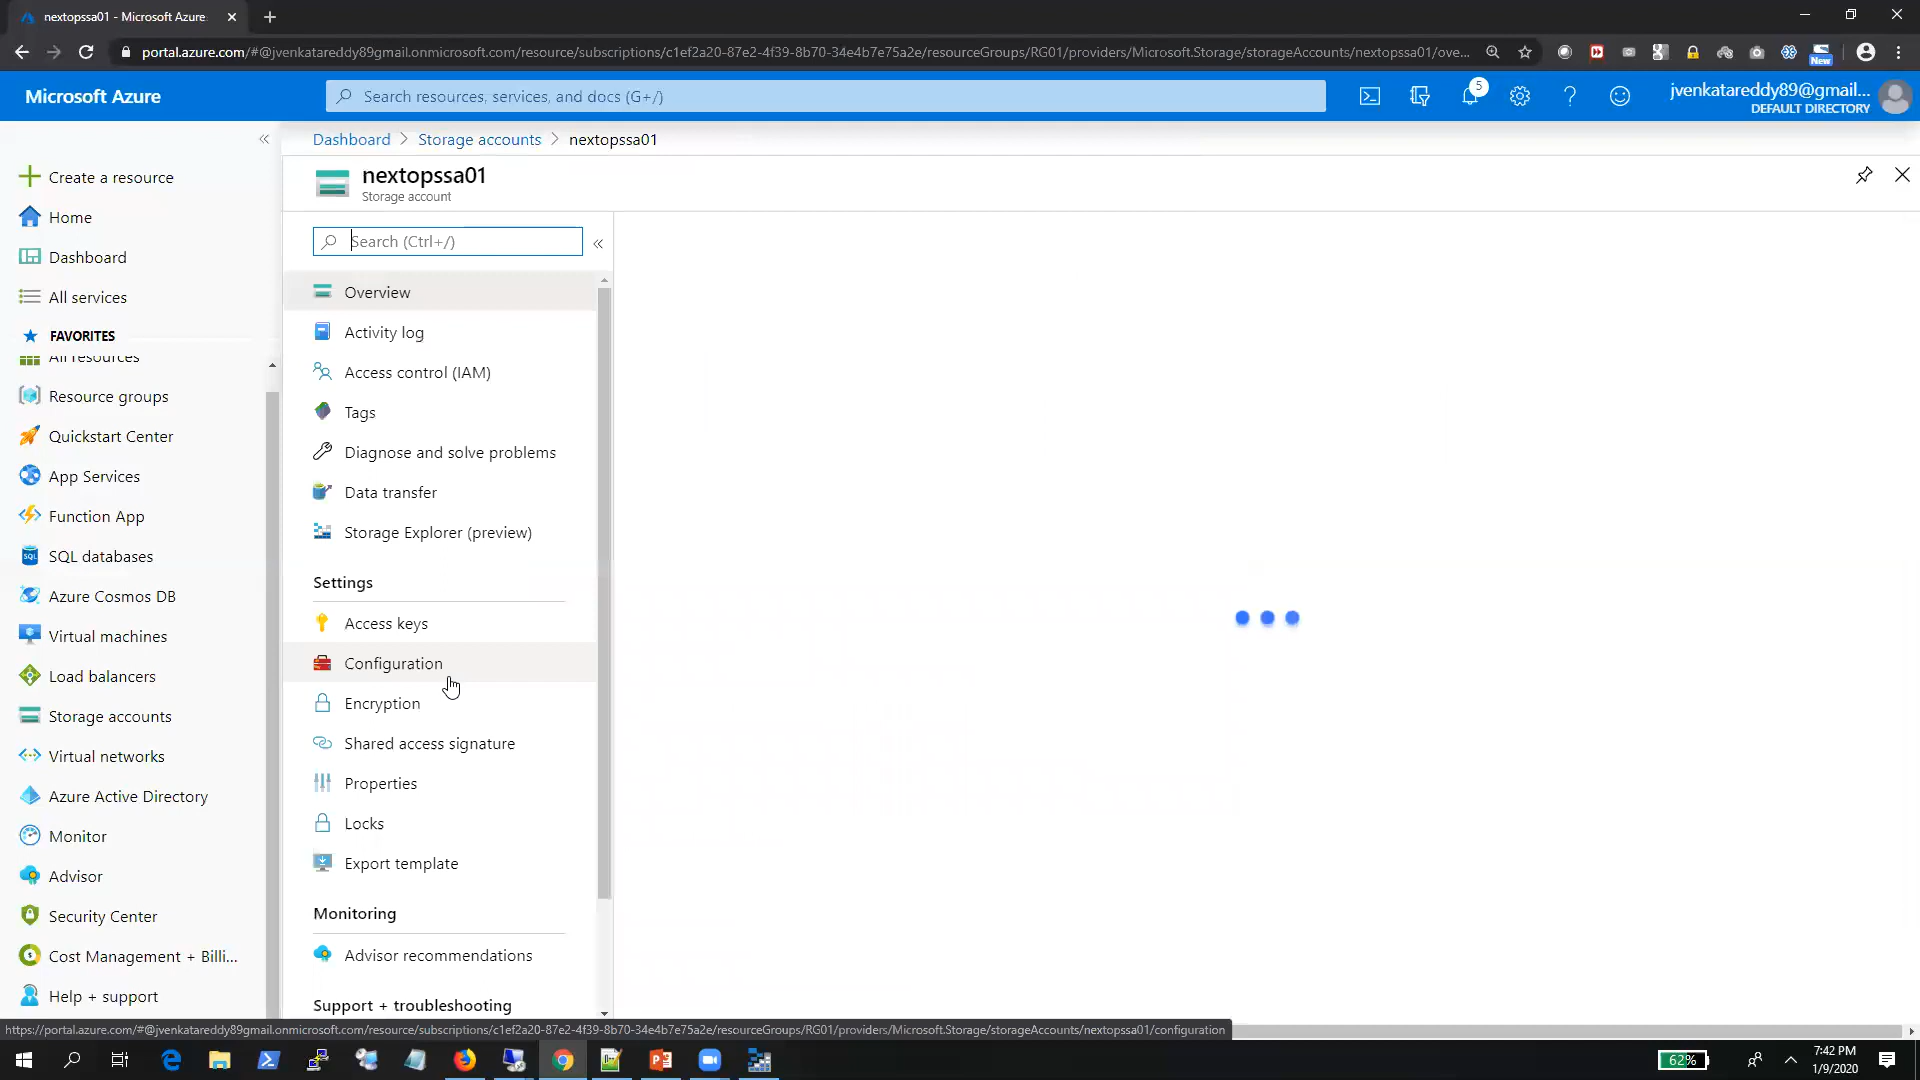 nextopssa01 - Microsoft Azure
portal.azure.com/#@jvenkatareddy89gmail.onmicrosoft.com/resource/subscriptions/c1ef2a20-87e2-4f39-8b70-34e4b7e75a2e/resourceGroups/RG01/providers/Microsoft.Storage/storageAccounts/nextopssa01/ove...
New
Microsoft Azure
Search resources, services, and docs (G+/)
5
jvenkatareddy89@gmail....
DEFAULT DIRECTORY
Dashboard > Storage accounts > nextopssa01
Create a resource
Home
Dashboard
All services
FAVORITES
All resources
Resource groups
Quickstart Center
App Services
Function App
SQL databases
Azure Cosmos DB
Virtual machines
Load balancers
Storage accounts
Virtual networks
Azure Active Directory
Monitor
Advisor
Security Center
Cost Management + Billi...
Help + support
nextopssa01
Storage account
Search (Ctrl+/)
Overview
Activity log
Access control (IAM)
Tags
Diagnose and solve problems
Data transfer
Storage Explorer (preview)
Settings
Access keys
Configuration
Encryption
Shared access signature
Properties
Locks
Export template
Monitoring
Advisor recommendations
Support + troubleshooting
https://portal.azure.com/#@jvenkatareddy89gmail.onmicrosoft.com/resource/subscriptions/c1ef2a20-87e2-4f39-8b70-34e4b7e75a2e/resourceGroups/RG01/providers/Microsoft.Storage/storageAccounts/nextopssa01/configuration
62%
7:42 PM
1/9/2020